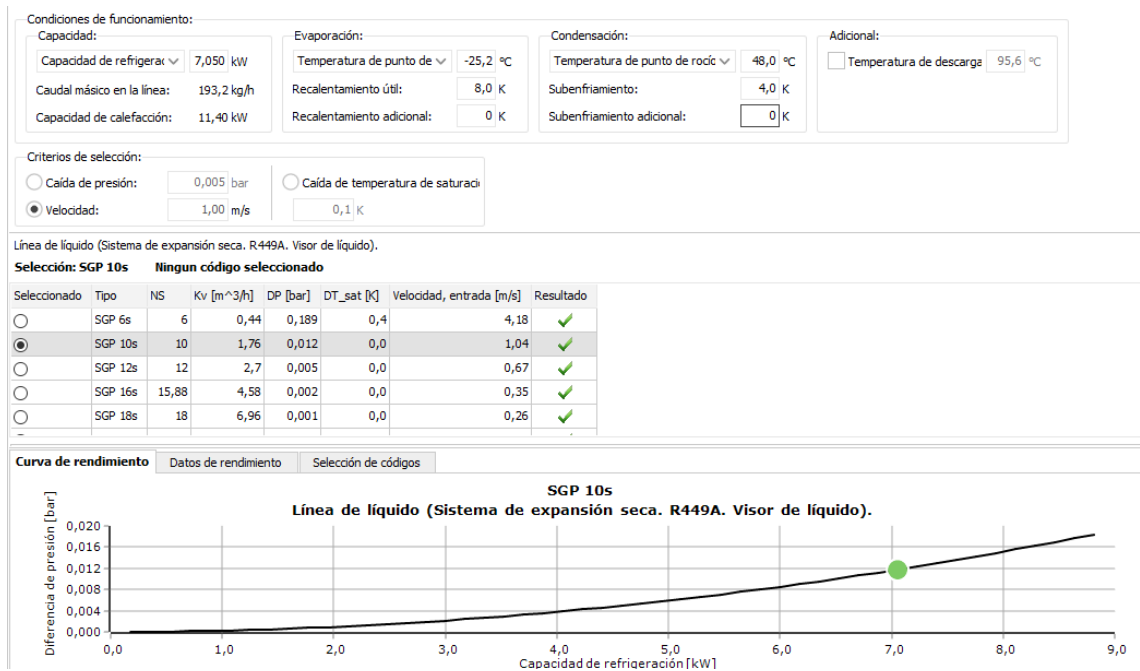 Condiciones de funcionamiento:
Capacidad: Evaporación: Condensación: Adicional:
Capacidad de refrigerac 7,050 kW Temperatura de punto de -25,2 ºC Temperatura de punto de rocíc 48,0 ºC Temperatura de descarga 95,6 ºC
Caudal másico en la línea: 193,2 kg/h Recalentamiento útil: 8,0 K Subenfriamiento: 4,0 K
Capacidad de calefacción: 11,40 kW Recalentamiento adicional: 0 K Subenfriamiento adicional: 0 K
Criterios de selección:
Caída de presión: 0,005 bar Caída de temperatura de saturaci
Velocidad: 1,00 m/s 0,1 K
Línea de líquido (Sistema de expansión seca. R449A. Visor de líquido).
Selección: SGP 10s Ningun código seleccionado
Seleccionado Tipo NS Kv [m^3/h] DP [bar] DT_sat [K] Velocidad, entrada [m/s] Resultado
SGP 6s 6 0,44 0,189 0,4 4,18
SGP 10s 10 1,76 0,012 0,0 1,04
SGP 12s 12 2,7 0,005 0,0 0,67
SGP 16s 15,88 4,58 0,002 0,0 0,35
SGP 18s 18 6,96 0,001 0,0 0,26
Curva de rendimiento Datos de rendimiento Selección de códigos
SGP 10s
Línea de líquido (Sistema de expansión seca. R449A. Visor de líquido).
Diferencia de presión [bar]
0,020
0,016
0,012
0,008
0,004
0,000
0,0 1,0 2,0 3,0 4,0 5,0 6,0 7,0 8,0 9,0
Capacidad de refrigeración [kW]